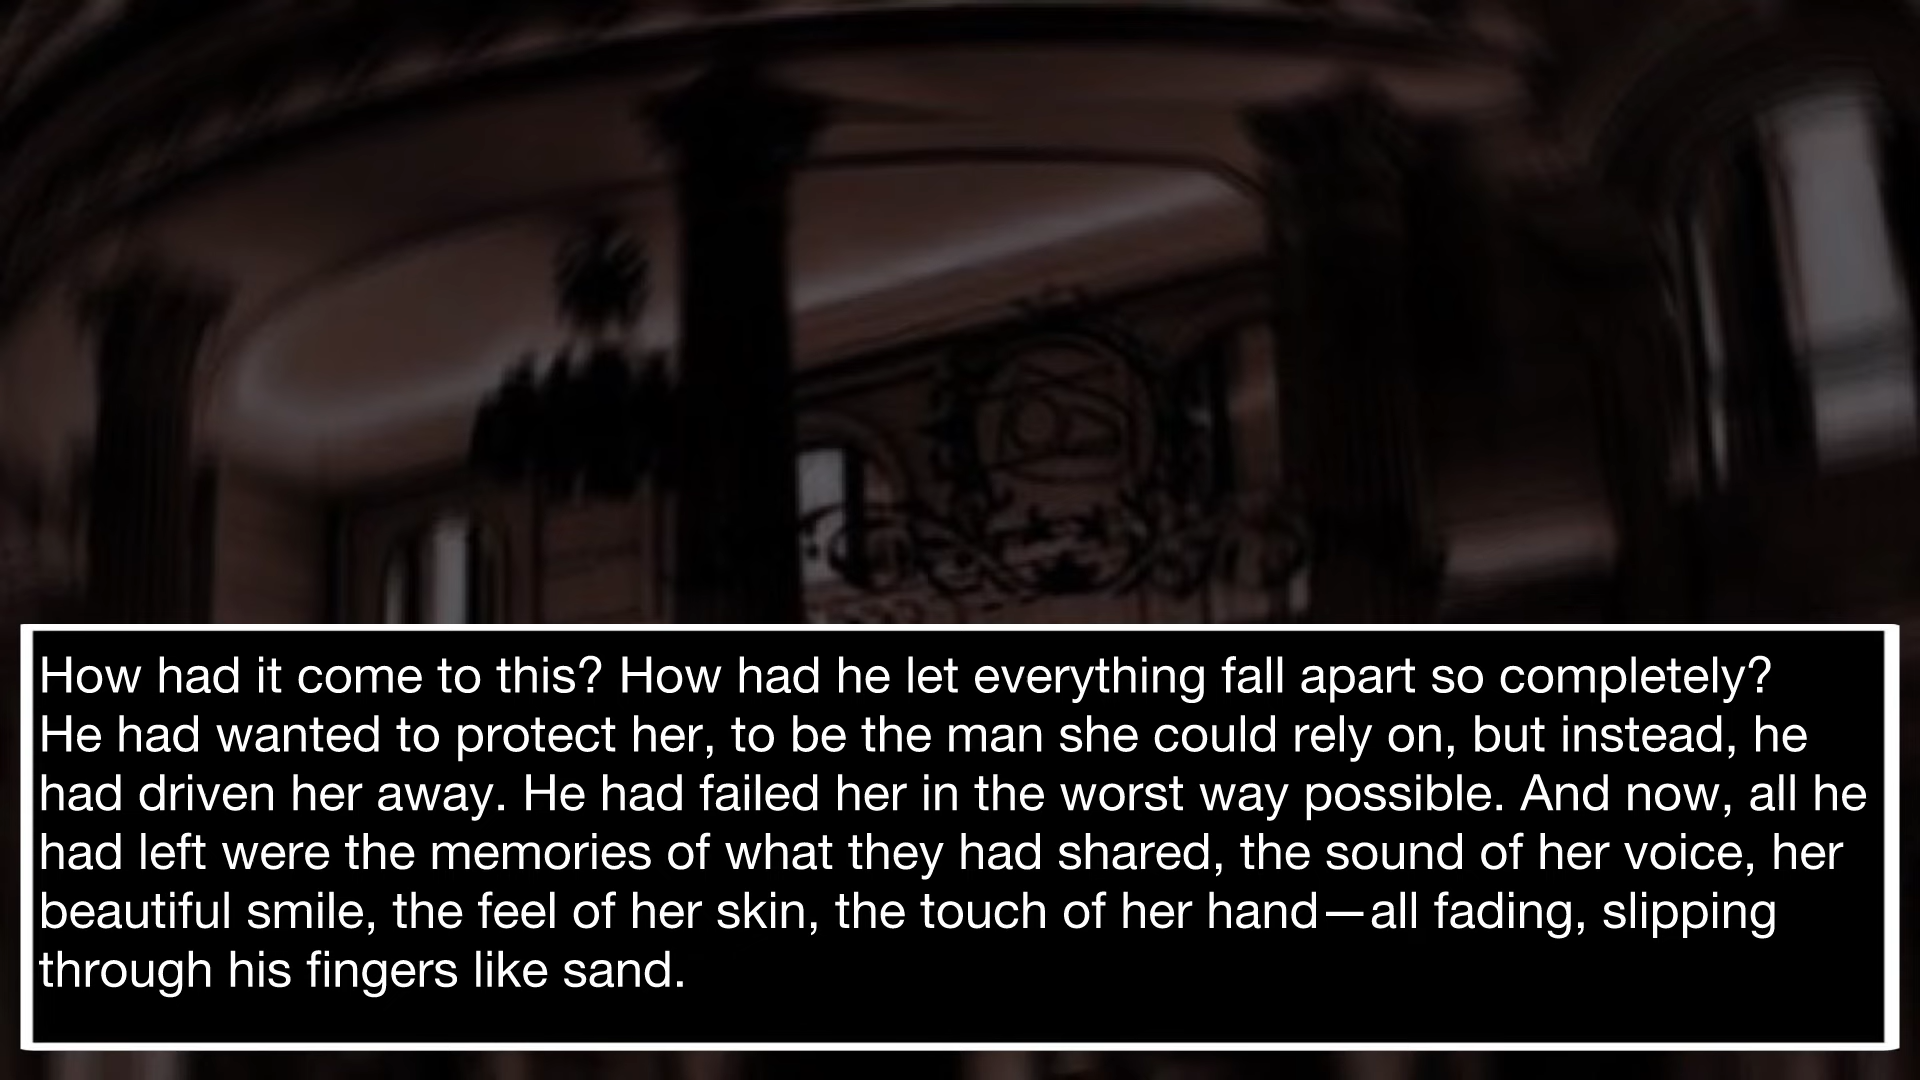 How had it come to this? How had he let everything fall apart so completely?
He had wanted to protect her, to be the man she could rely on, but instead, he
had driven her away. He had failed her in the worst way possible. And now, all he
had left were the memories of what they had shared, the sound of her voice, her
beautiful smile, the feel of her skin, the touch of her hand—all fading, slipping
through his fingers like sand.